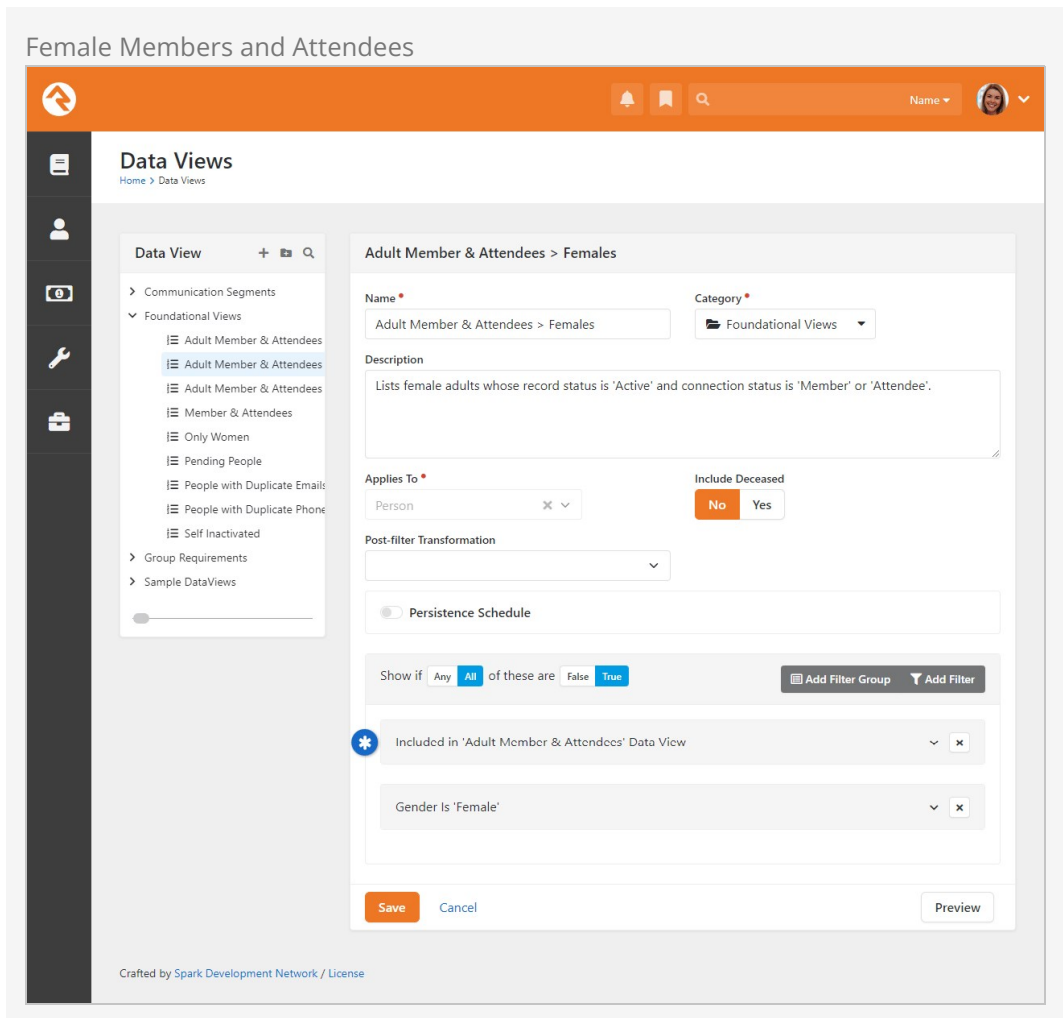 Female Members and Attendees
Name
Data Views
Home > Data Views
Data View
Communication Segments
Foundational Views
Adult Member & Attendees
Adult Member & Attendees
Adult Member & Attendees
Member & Attendees
Only Women
Pending People
People with Duplicate Emails
People with Duplicate Phone
Self Inactivated
Group Requirements
Sample DataViews
Adult Member & Attendees > Females
Name
Category
Adult Member & Attendees > Females
Foundational Views
Description
Lists female adults whose record status is 'Active' and connection status is 'Member' or 'Attendee'.
Applies To
Include Deceased
Person
No Yes
Post-filter Transformation
Persistence Schedule
Show if Any All of these are False True
Add Filter Group Add Filter
Included in 'Adult Member & Attendees' Data View
Gender Is 'Female'
Save Cancel Preview
Crafted by Spark Development Network / License